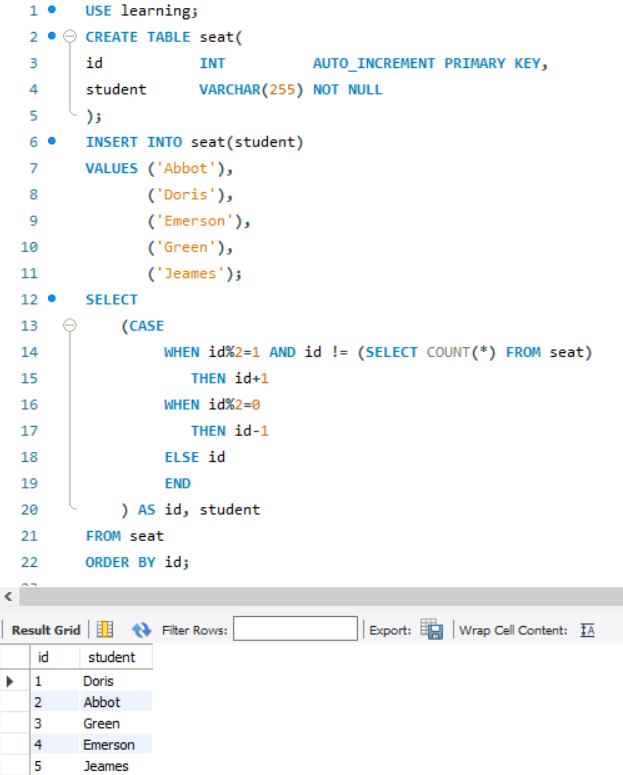 1 USE learning;
2 CREATE TABLE seat(
3 id INT AUTO_INCREMENT PRIMARY KEY,
4 student VARCHAR(255) NOT NULL
5 );
6 INSERT INTO seat(student)
7 VALUES ('Abbot'),
8 ('Doris'),
9 ('Emerson'),
10 ('Green'),
11 ('Jeames');
12 SELECT
13 (CASE
14 WHEN id%2=1 AND id != (SELECT COUNT(*) FROM seat)
15 THEN id+1
16 WHEN id%2=0
17 THEN id-1
18 ELSE id
19 END
20 ) AS id, student
21 FROM seat
22 ORDER BY id;
Result Grid Filter Rows: Export: Wrap Cell Content: IA
id student
1 Doris
2 Abbot
3 Green
4 Emerson
5 Jeames